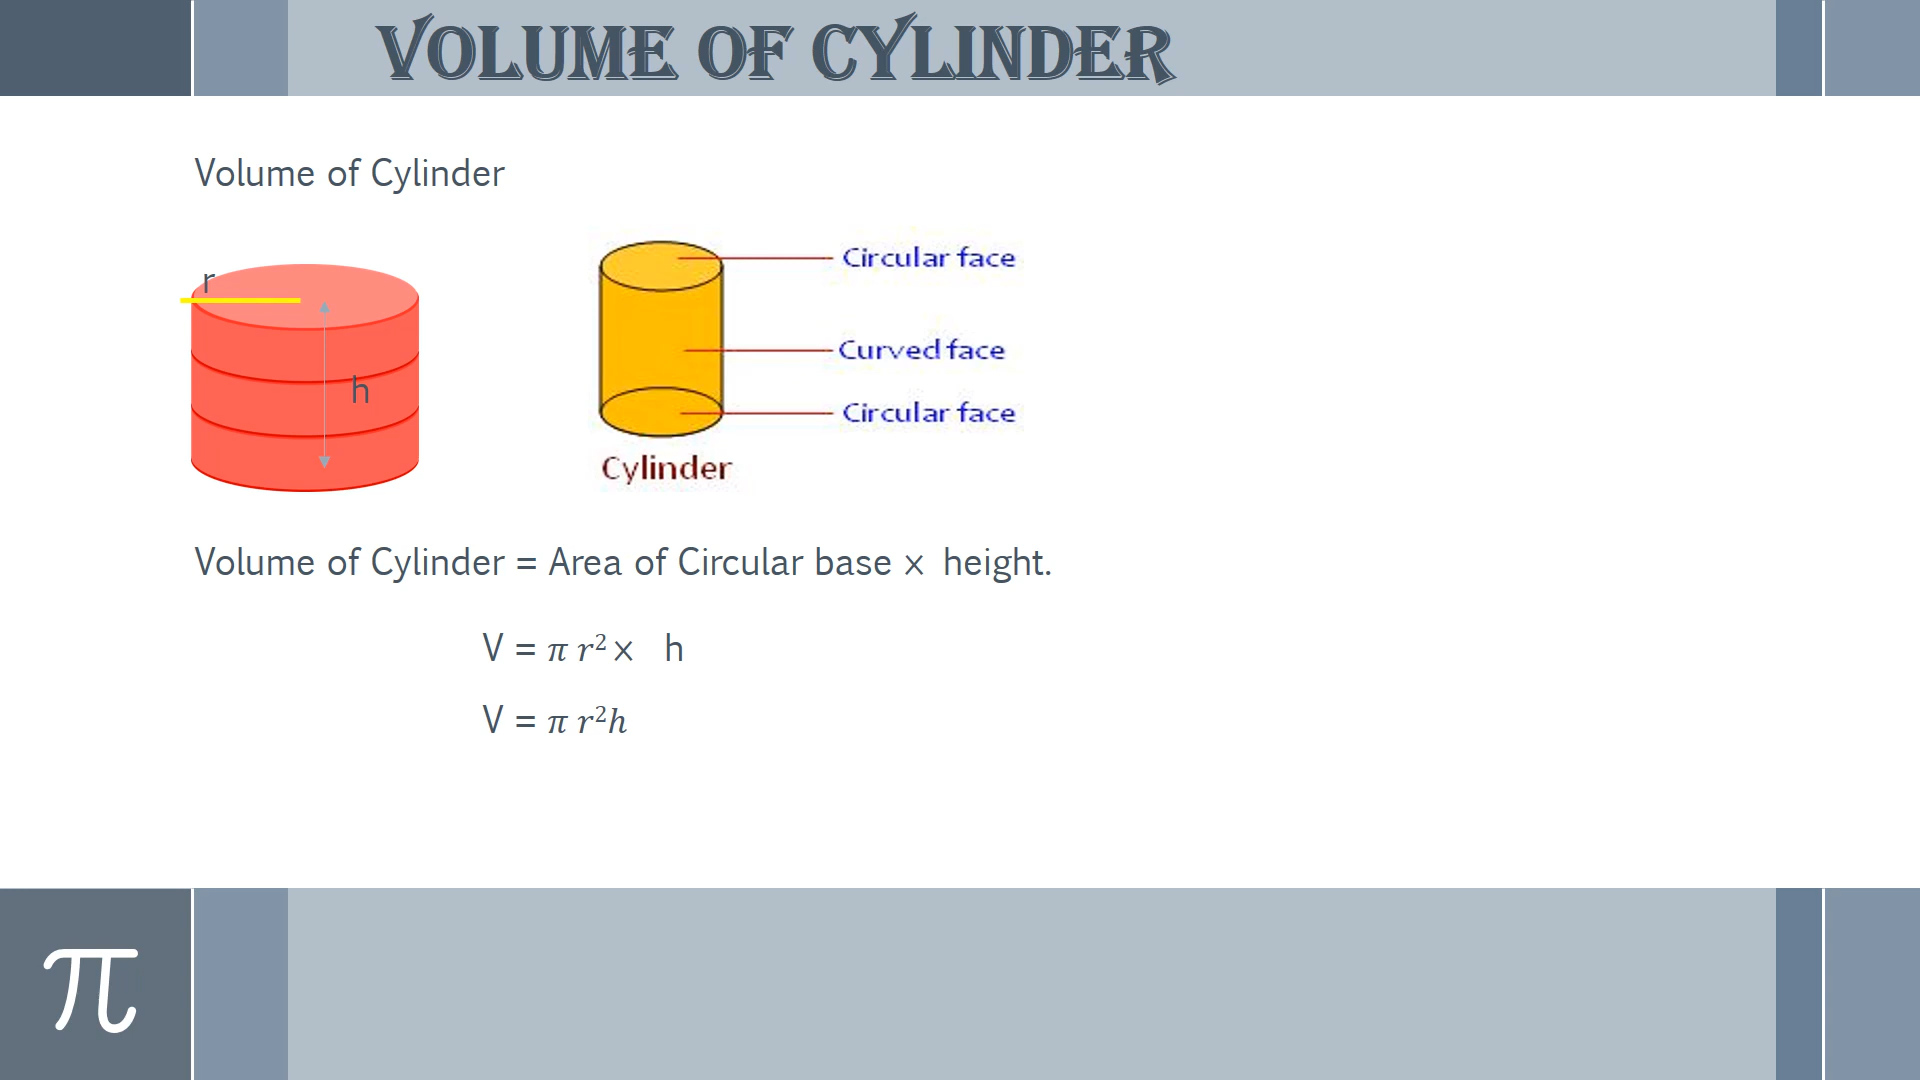 VOLUME OF CYLINDER
Volume of Cylinder
r
h
Circular face
Curved face
Circular face
Cylinder
Volume of Cylinder = Area of Circular base × height.
V = π r² × h
V = π r²h
π